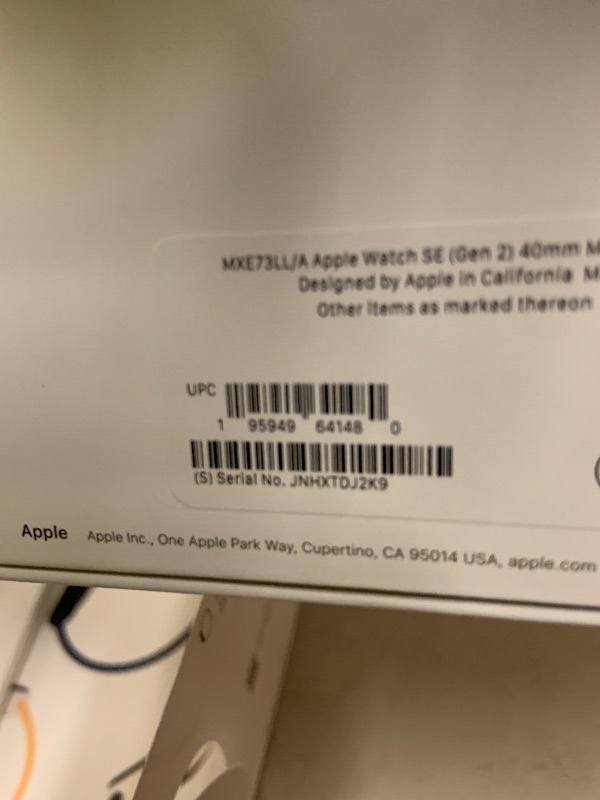 MXE73LL/A Apple Watch SE (Gen 2) 40mm M
Designed by Apple in California M
Other items as marked thereon
UPC
1 95949 64148 0
(S) Serial No. JNHXTDJ2K9
Apple Apple Inc., One Apple Park Way, Cupertino, CA 95014 USA, apple.com